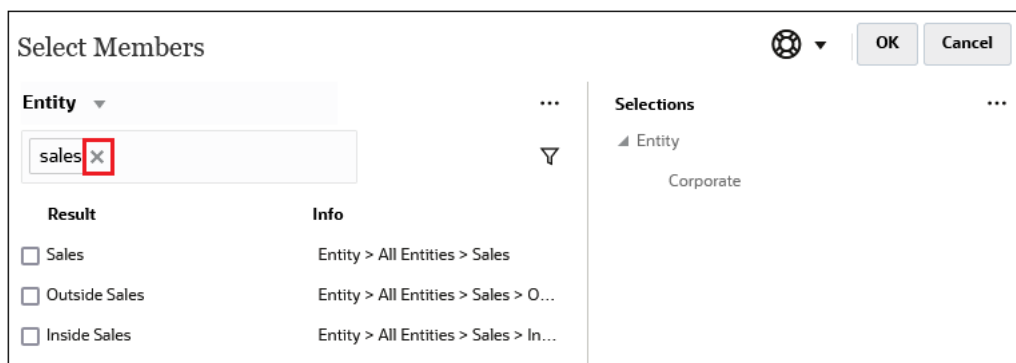 Select Members
OK
Cancel
Entity
Selections
sales
Entity
Corporate
Result Info
Sales Entity > All Entities > Sales
Outside Sales Entity > All Entities > Sales > O...
Inside Sales Entity > All Entities > Sales > In...